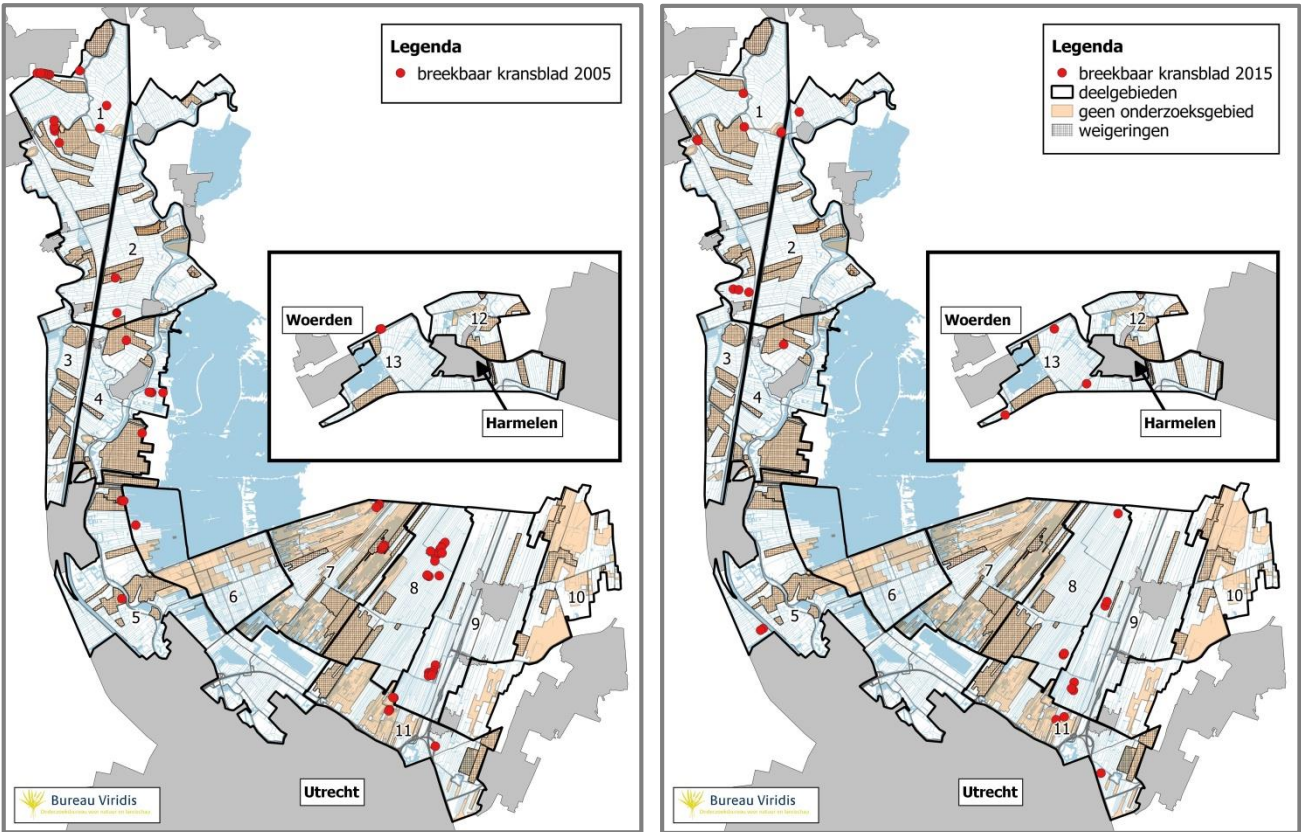 Legenda
breekbaar kransblad 2005
1
2
3
4
5
6
7
8
9
10
11
12
13
Woerden
Harmelen
Utrecht
Bureau Viridis
Legenda
breekbaar kransblad 2015
deelgebieden
geen onderzoeksgebied
weigeringen
1
2
3
4
5
6
7
8
9
10
11
12
13
Woerden
Harmelen
Utrecht
Bureau Viridis